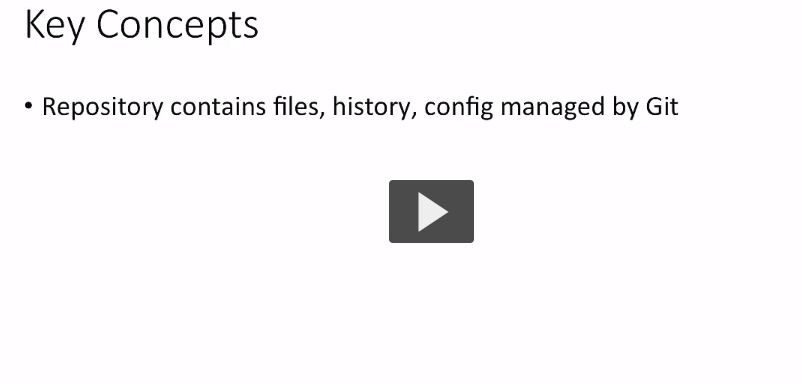 Key Concepts
• Repository contains files, history, config managed by Git